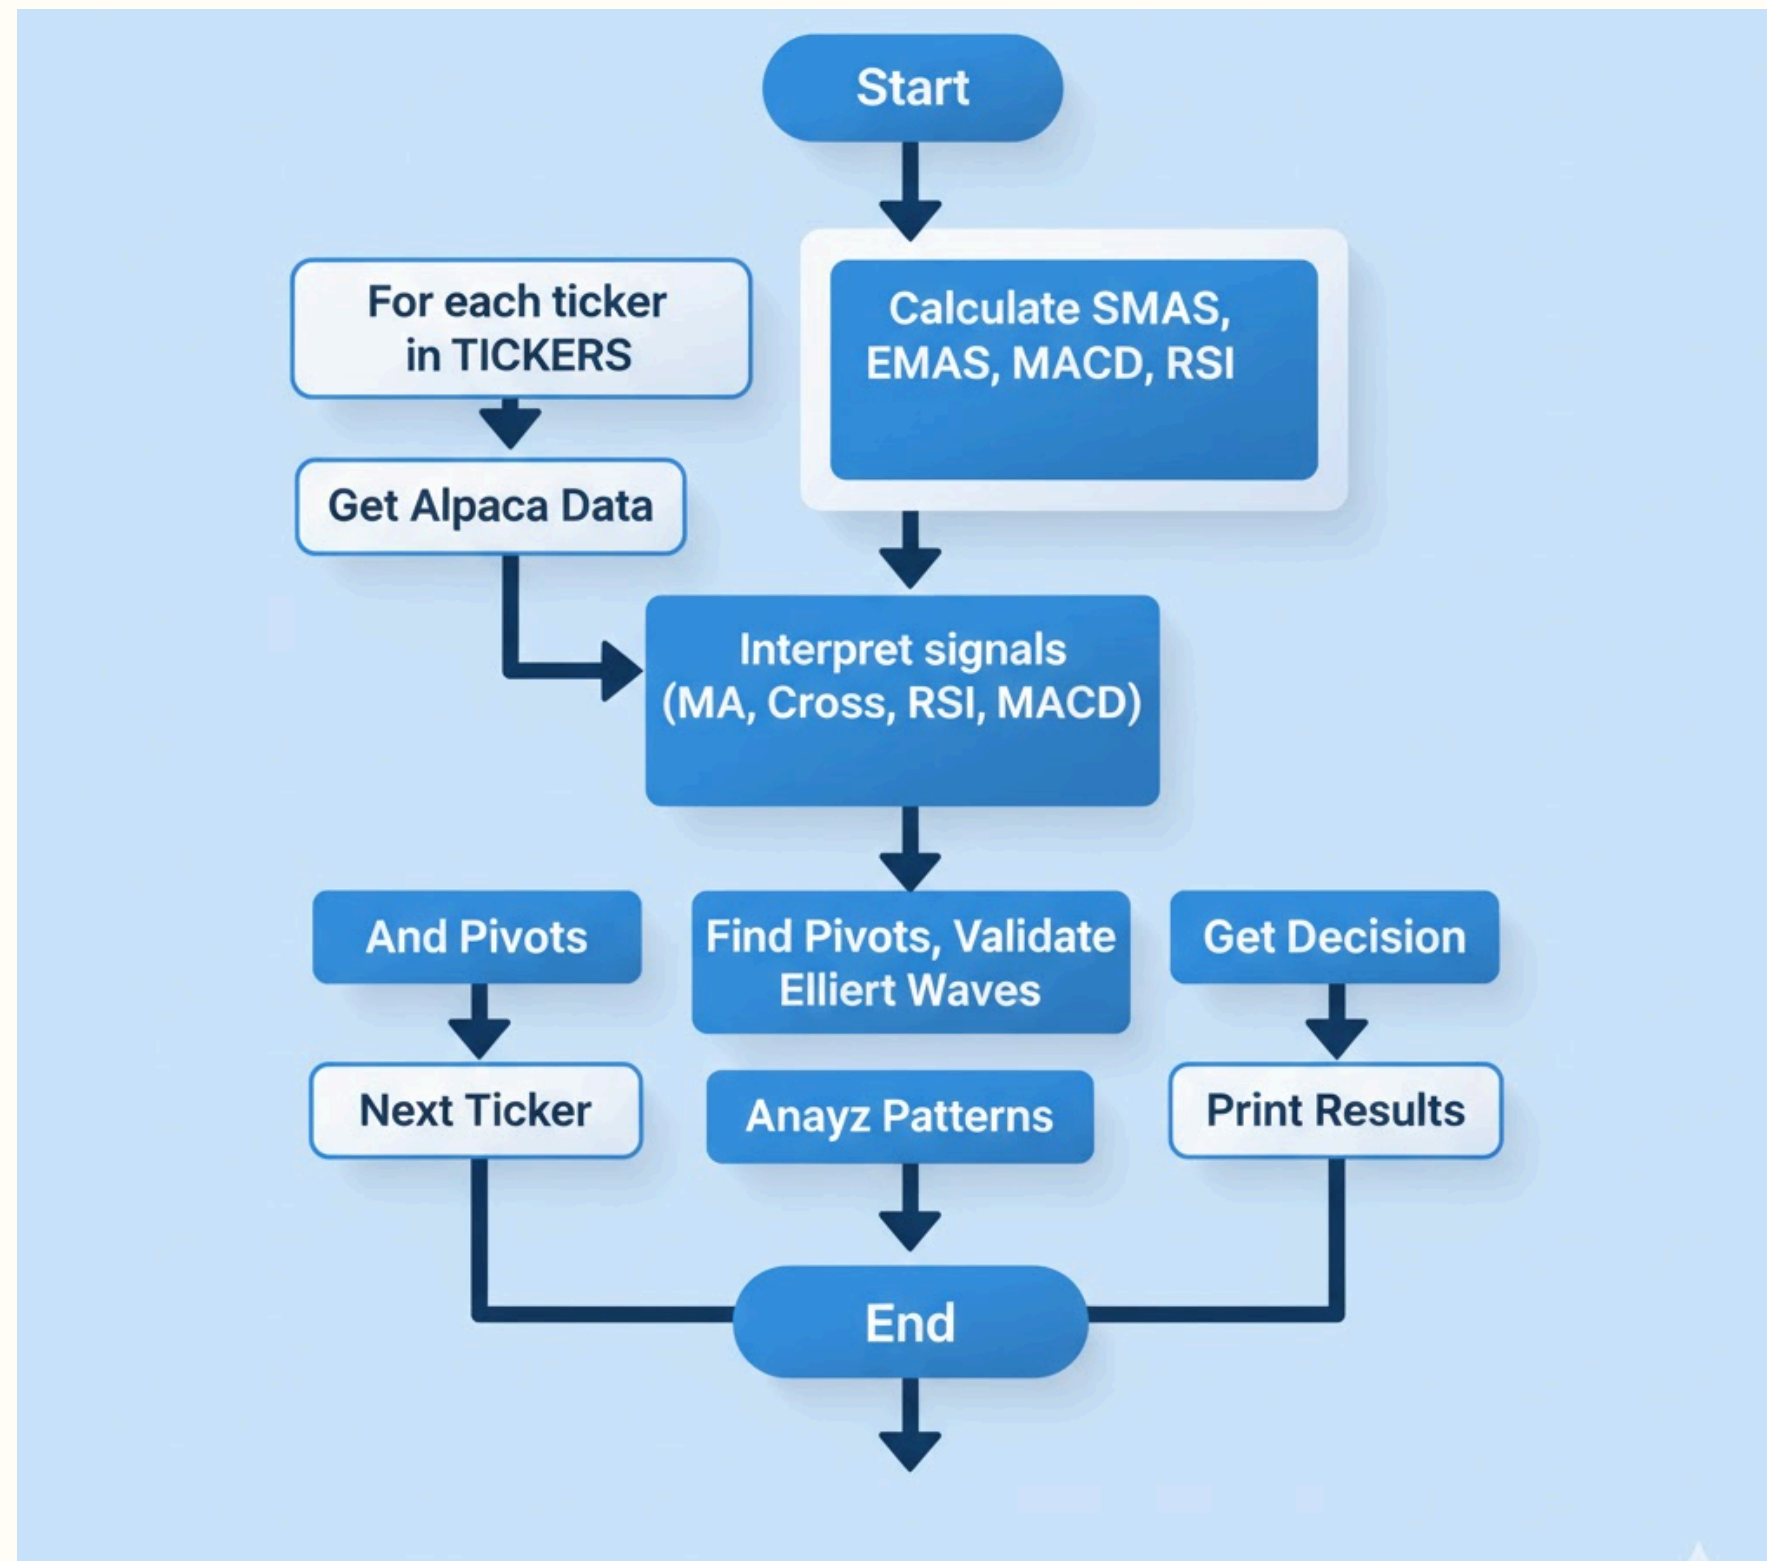 Start
For each ticker
in TICKERS
Calculate SMAS,
EMAS, MACD, RSI
Get Alpaca Data
Interpret signals
(MA, Cross, RSI, MACD)
And Pivots
Find Pivots, Validate
Elliert Waves
Get Decision
Next Ticker
Anayz Patterns
Print Results
End